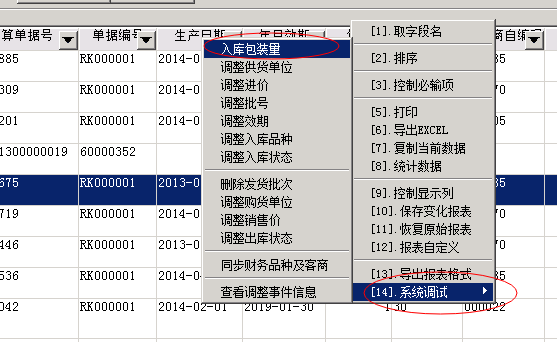 算单据号 单据编号 生产日期 年月效期 商自编
885 RK000001 2014-0
309 RK000001 2014-0 70
201 RK000001 2014-0
1300000019 60000352
675 RK000001 2013-0 35
719 RK000001 2014-0 70
446 RK000001 2013-0
536 RK000001 2014-04 35
042 RK000001 2014-02-01 2019-01-30 130 000022
入库包装量
调整供货单位
调整进价
调整批号
调整效期
调整入库品种
调整入库状态
删除发货批次
调整购货单位
调整销售价
调整出库状态
同步财务品种及客商
查看调整事件信息
[1].取字段名
[2].排序
[3].控制必输项
[5].打印
[6].导出EXCEL
[7].复制当前数据
[8].统计数据
[9].控制显示列
[10].保存变化报表
[11].恢复原始报表
[12].报表自定义
[13].导出报表格式
[14].系统调试